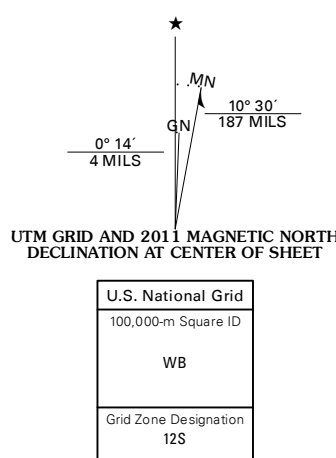 ★
MN
GN
10° 30´
187 MILS
0° 14´
4 MILS
UTM GRID AND 2011 MAGNETIC NORTH
DECLINATION AT CENTER OF SHEET
U.S. National Grid
100,000-m Square ID
WB
Grid Zone Designation
12S